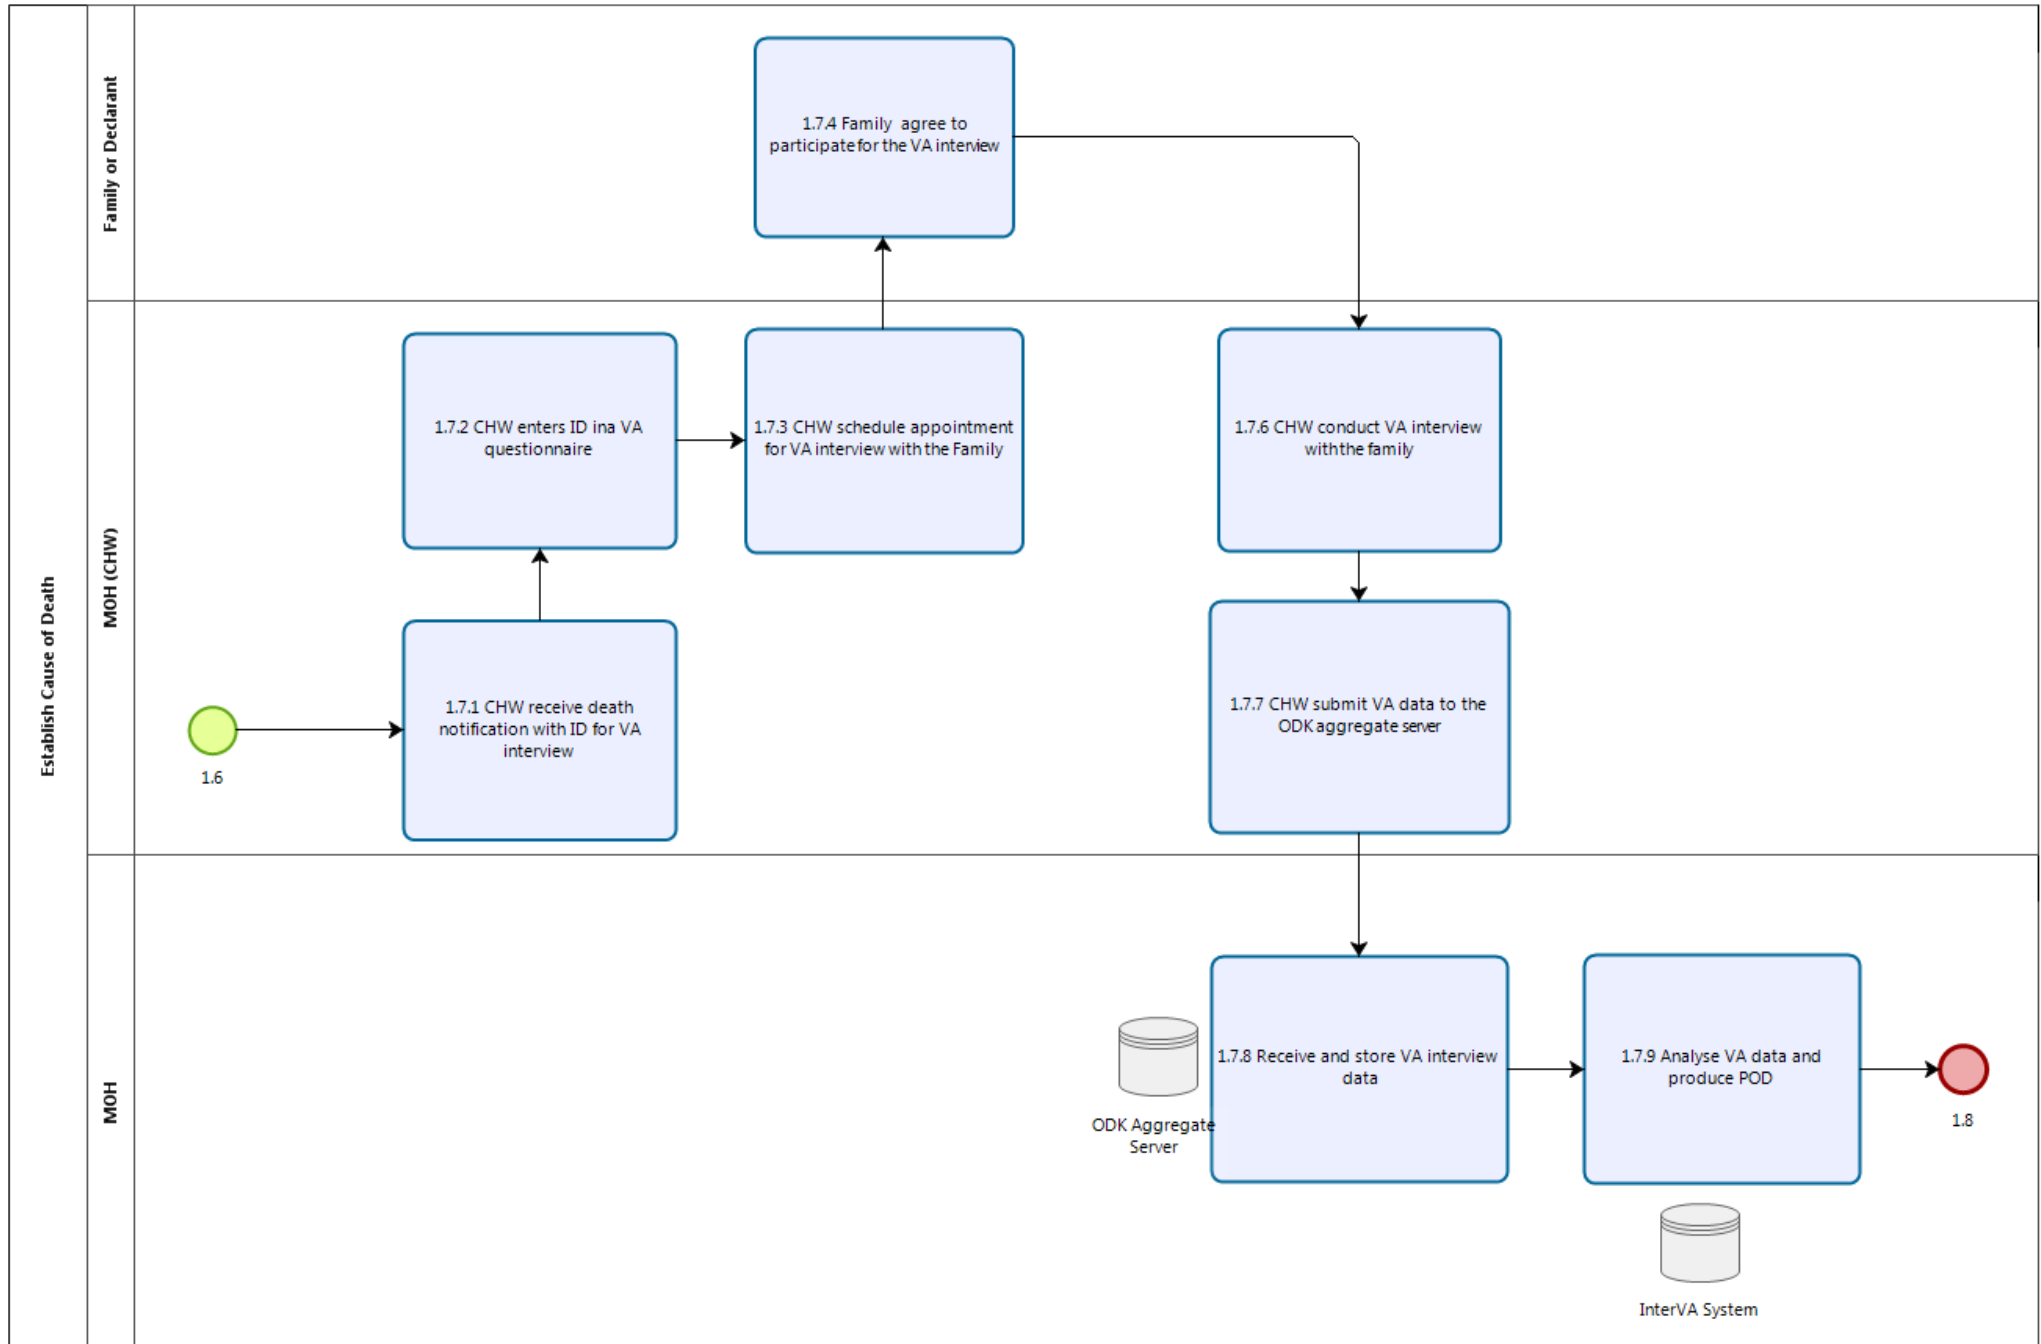 Establish Cause of Death
Family or Declarant
1.7.4 Family  agree to
participate for the VA interview
MOH (CHW)
1.7.2 CHW enters ID ina VA
questionnaire
1.7.3 CHW schedule appointment
for VA interview with the Family
1.7.6 CHW conduct VA interview
withthe family
1.6
1.7.1 CHW receive death
notification with ID for VA
interview
1.7.7 CHW submit VA data to the
ODK aggregate server
MOH
ODK Aggregate
Server
1.7.8 Receive and store VA interview
data
1.7.9 Analyse VA data and
produce POD
1.8
InterVA System